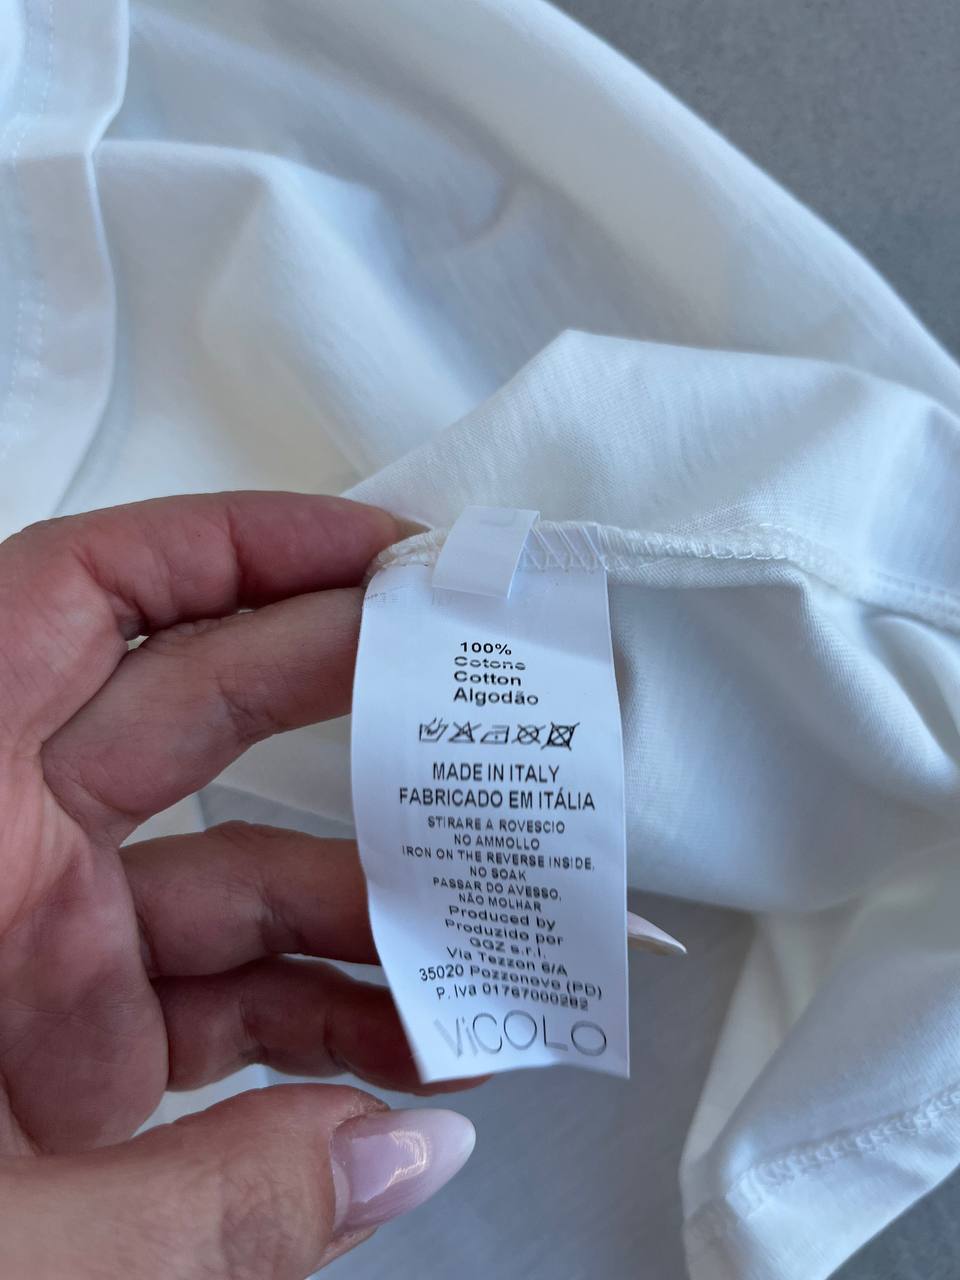 100%
Cotone
Cotton
Algodão
MADE IN ITALY
FABRICADO EM ITÁLIA
STIRARE A ROVESCIO
NO AMMOLLO
IRON ON THE REVERSE INSIDE.
NO SOAK
PASSAR DO AVESSO,
NÃO MOLHAR
Produced by
Produzido por
GGZ s.r.l.
Via Tezzon 6/A
35020 Pozzonovo (PD)
P. Iva 01767000282
ViCOLO